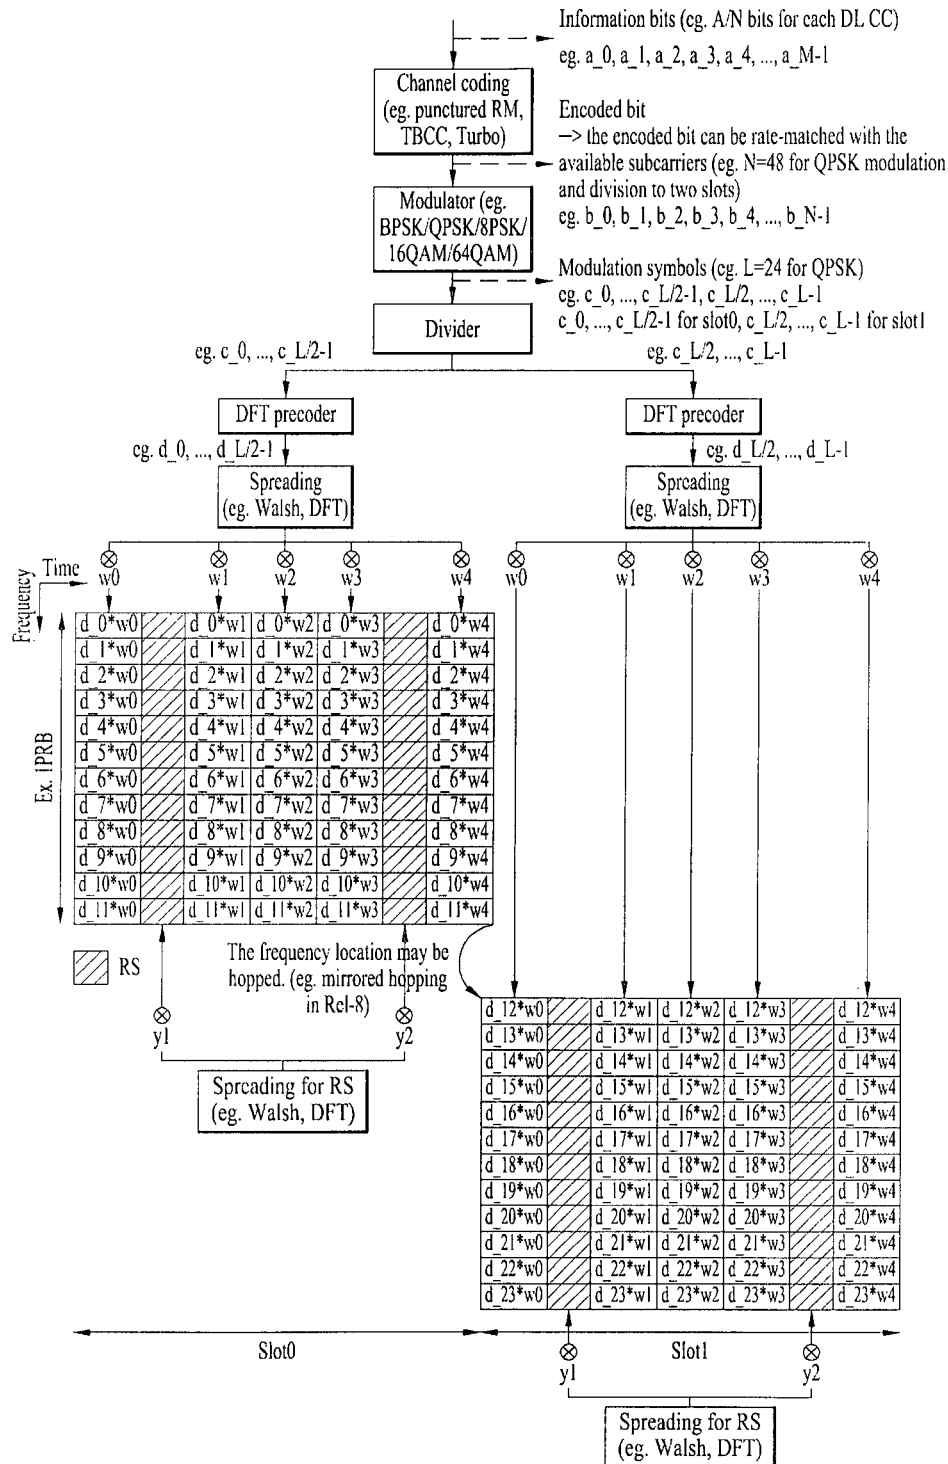 Information bits (eg. A/N bits for each DL CC)
eg. a_0, a_1, a_2, a_3, a_4, ..., a_M-1
Channel coding
(eg. punctured RM,
TBCC, Turbo)
Encoded bit
—> the encoded bit can be rate-matched with the
available subcarriers (eg. N=48 for QPSK modulation
and division to two slots)
eg. b_0, b_1, b_2, b_3, b_4, ..., b_N-1
Modulator (eg.
BPSK/QPSK/8PSK/
16QAM/64QAM)
Modulation symbols (eg. L=24 for QPSK)
eg. c_0, ..., c_L/2-1, c_L/2, ..., c_L-1
c_0, ..., c_L/2-1 for slot0, c_L/2, ..., c_L-1 for slot1
Divider
eg. c_0, ..., c_L/2-1
eg. c_L/2, ..., c_L-1
DFT precoder
DFT precoder
eg. d_0, ..., d_L/2-1
eg. d_L/2, ..., d_L-1
Spreading
(eg. Walsh, DFT)
Spreading
(eg. Walsh, DFT)
Time
Frequency
w0 w1 w2 w3 w4
w0 w1 w2 w3 w4
Ex. 1PRB
d_0*w0 d_0*w1 d_0*w2 d_0*w3 d_0*w4
d_1*w0 d_1*w1 d_1*w2 d_1*w3 d_1*w4
d_2*w0 d_2*w1 d_2*w2 d_2*w3 d_2*w4
d_3*w0 d_3*w1 d_3*w2 d_3*w3 d_3*w4
d_4*w0 d_4*w1 d_4*w2 d_4*w3 d_4*w4
d_5*w0 d_5*w1 d_5*w2 d_5*w3 d_5*w4
d_6*w0 d_6*w1 d_6*w2 d_6*w3 d_6*w4
d_7*w0 d_7*w1 d_7*w2 d_7*w3 d_7*w4
d_8*w0 d_8*w1 d_8*w2 d_8*w3 d_8*w4
d_9*w0 d_9*w1 d_9*w2 d_9*w3 d_9*w4
d_10*w0 d_10*w1 d_10*w2 d_10*w3 d_10*w4
d_11*w0 d_11*w1 d_11*w2 d_11*w3 d_11*w4
RS
The frequency location may be
hopped. (eg. mirrored hopping
in Rel-8)
y1 y2
Spreading for RS
(eg. Walsh, DFT)
d_12*w0 d_12*w1 d_12*w2 d_12*w3 d_12*w4
d_13*w0 d_13*w1 d_13*w2 d_13*w3 d_13*w4
d_14*w0 d_14*w1 d_14*w2 d_14*w3 d_14*w4
d_15*w0 d_15*w1 d_15*w2 d_15*w3 d_15*w4
d_16*w0 d_16*w1 d_16*w2 d_16*w3 d_16*w4
d_17*w0 d_17*w1 d_17*w2 d_17*w3 d_17*w4
d_18*w0 d_18*w1 d_18*w2 d_18*w3 d_18*w4
d_19*w0 d_19*w1 d_19*w2 d_19*w3 d_19*w4
d_20*w0 d_20*w1 d_20*w2 d_20*w3 d_20*w4
d_21*w0 d_21*w1 d_21*w2 d_21*w3 d_21*w4
d_22*w0 d_22*w1 d_22*w2 d_22*w3 d_22*w4
d_23*w0 d_23*w1 d_23*w2 d_23*w3 d_23*w4
Slot0 Slot1
y1 y2
Spreading for RS
(eg. Walsh, DFT)